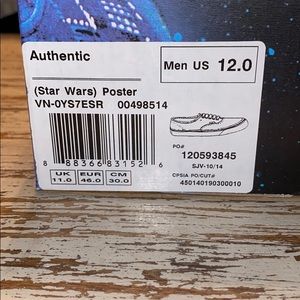 Authentic
Men US 12.0
(Star Wars) Poster
VN-0YS7ESR 00498514
8 88366 83152 6
PO#
120593845
SJV-10/14
CPSIA PO/CUT#
450140190300010
UK EUR CM
11.0 46.0 30.0